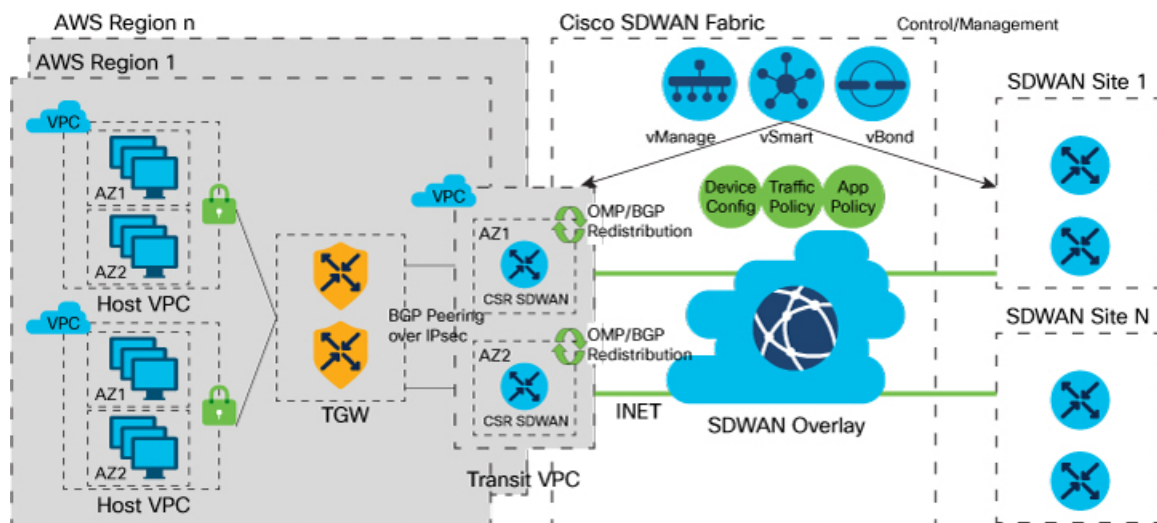 AWS Region n
AWS Region 1
VPC
AZ1
AZ2
Host VPC
VPC
AZ1
AZ2
Host VPC
TGW
BGP Peering
over IPsec
VPC
AZ1
CSR SDWAN
AZ2
CSR SDWAN
Transit VPC
OMP/BGP
Redistribution
OMP/BGP
Redistribution
INET
Cisco SDWAN Fabric
Control/Management
vManage
vSmart
vBond
Device
Config
Traffic
Policy
App
Policy
SDWAN Overlay
SDWAN Site 1
SDWAN Site N